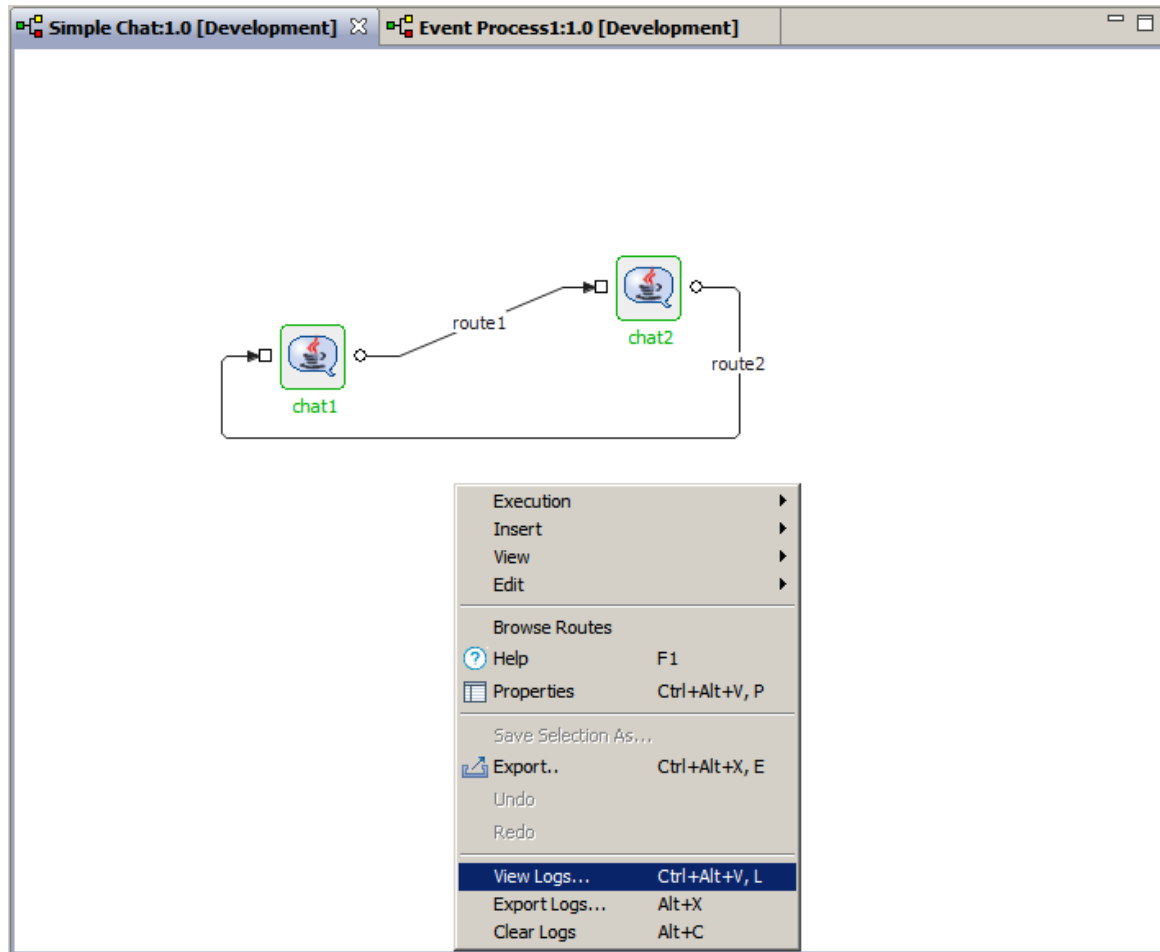 Simple Chat:1.0 [Development] Event Process1:1.0 [Development]
chat2
route1
route2
chat1
Execution
Insert
View
Edit
Browse Routes
Help F1
Properties Ctrl+Alt+V, P
Save Selection As...
Export.. Ctrl+Alt+X, E
Undo
Redo
View Logs... Ctrl+Alt+V, L
Export Logs... Alt+X
Clear Logs Alt+C